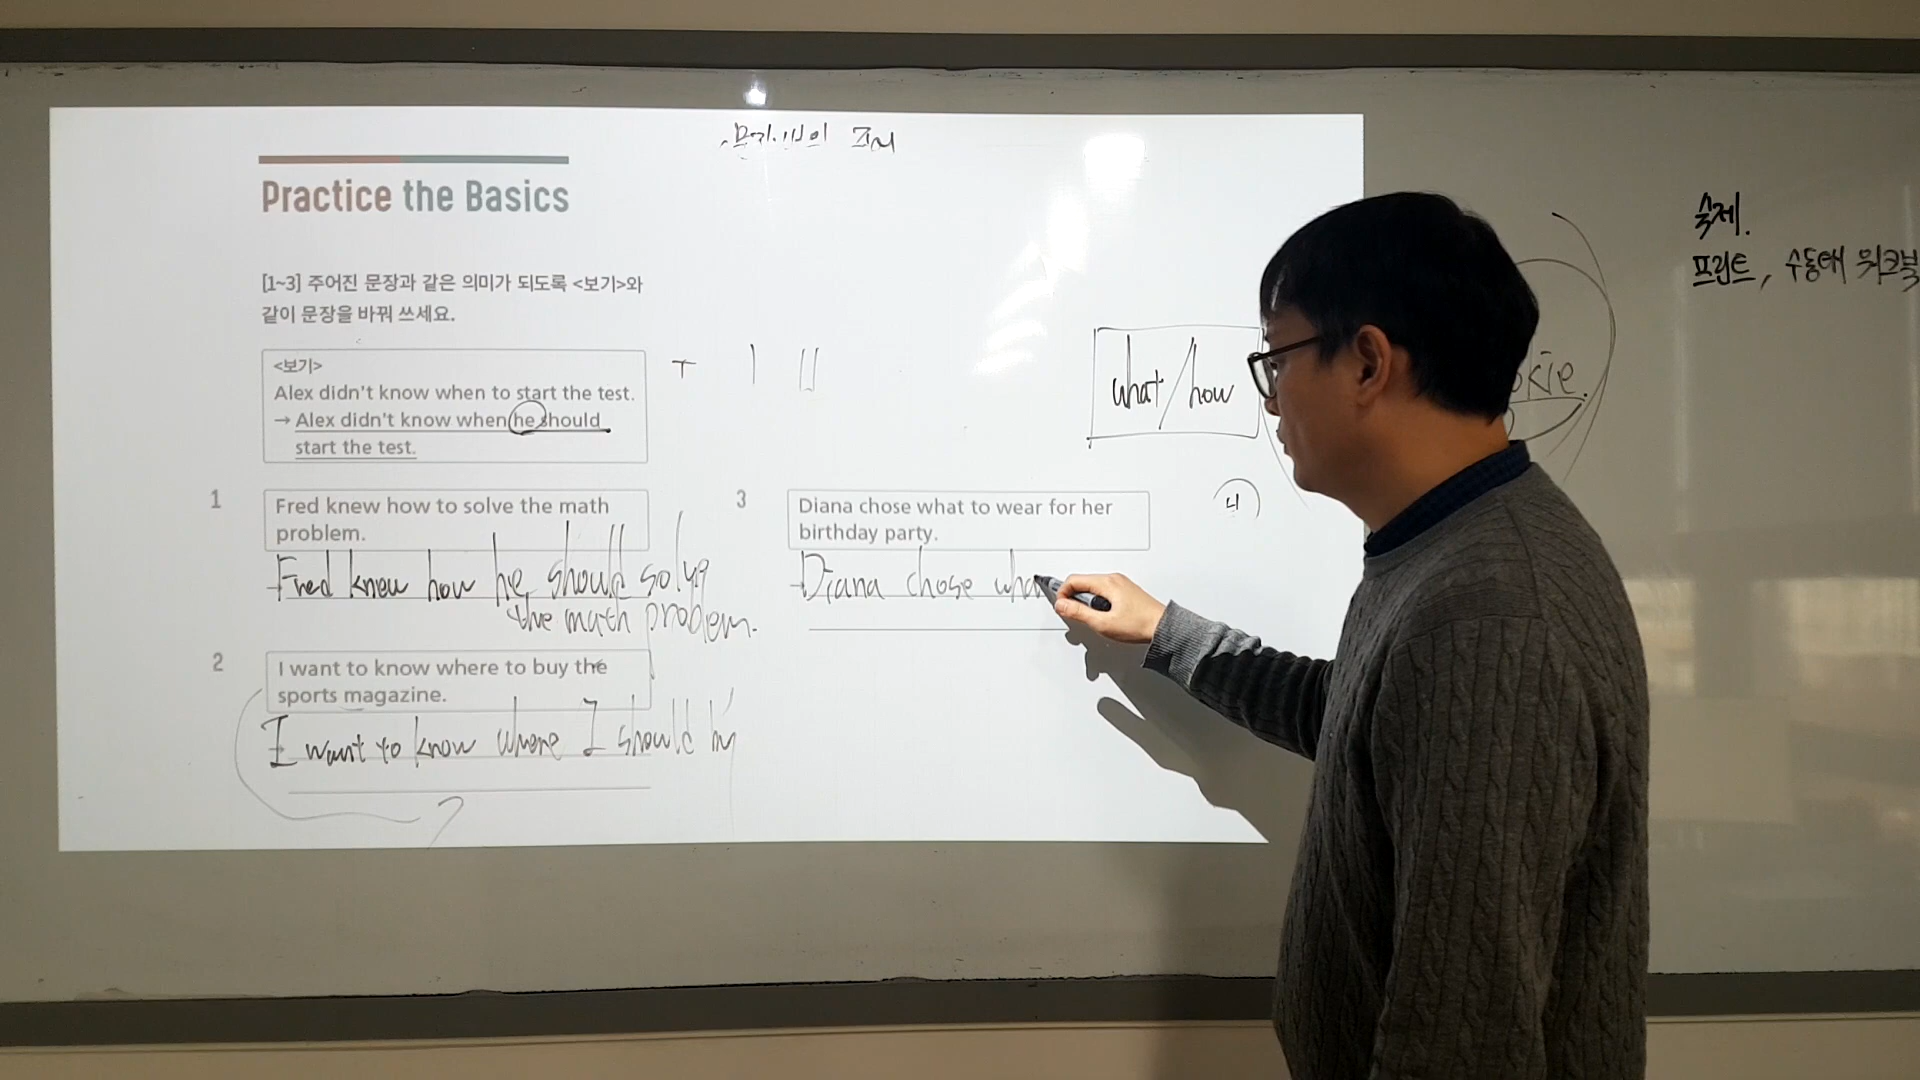 Practice the Basics
[1~3] 주어진 문장과 같은 의미가 되도록 <보기>와
같이 문장을 바꿔 쓰세요.
<보기>
Alex didn't know when to start the test.
→ Alex didn't know when he should
start the test.
1 Fred knew how to solve the math
problem.
Fred knew how he should solve
the math problem.
2 I want to know where to buy the
sports magazine.
I want to know where I should
what / how
3 Diana chose what to wear for her
birthday party.
Diana chose wha
숙제.
프린트, 수동태 워크북